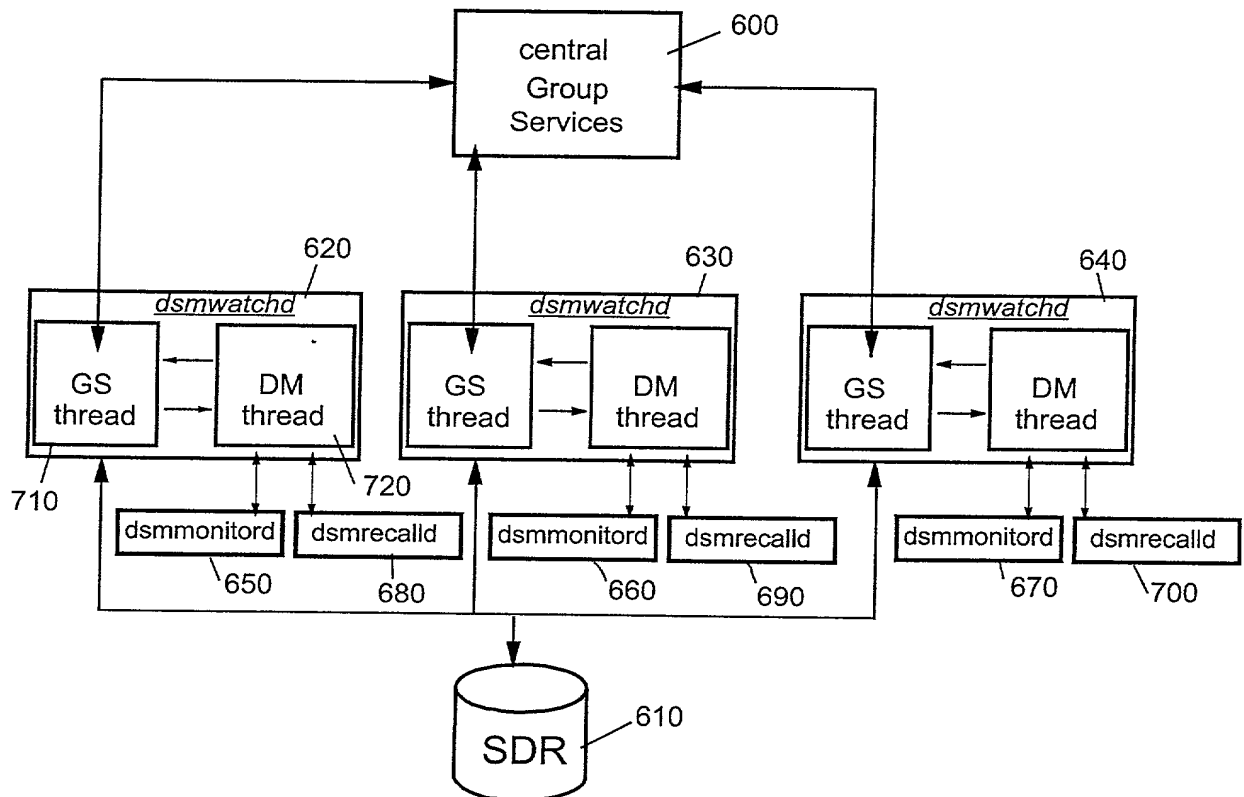 600
central
Group
Services
620
630
640
dsmwatchd
dsmwatchd
dsmwatchd
GS
thread
DM
thread
GS
thread
DM
thread
GS
thread
DM
thread
710
720
dsmmonitord
dsmrecalld
dsmmonitord
dsmrecalld
dsmmonitord
dsmrecalld
650
680
660
690
670
700
SDR
610